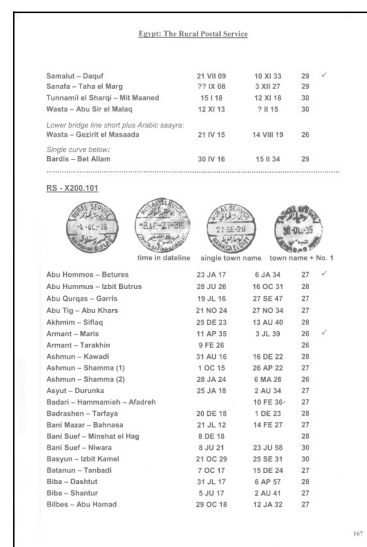 Egypt: The Rural Postal Service
Samalut – Daquf 21 VII 09 10 XI 33 29 ✓
Sanafa – Taha el Marg ?? IX 08 3 XII 27 29
Tunnamil el Sharqi – Mit Maaned 15 I 18 12 XI 18 30
Wasta – Abu Sir el Malaq 12 XI 13 ? II 15 30
Lower bridge line short plus Arabic saayra:
Wasta – Gezirit el Masaada 21 IV 15 14 VIII 19 26
Single curve below:
Bardis – Bet Allam 30 IV 16 15 II 34 29
RS - X200.101
time in dateline single town name town name + No. 1
Abu Hommos – Betures 23 JA 17 6 JA 34 27 ✓
Abu Hummus – Izbit Butrus 28 JU 26 16 OC 31 28
Abu Qurqas – Garris 19 JL 16 27 SE 47 27
Abu Tig – Abu Khars 21 NO 24 27 NO 34 27
Akhmim – Siflaq 25 DE 23 13 AU 40 28
Armant – Maris 11 AP 35 3 JL 39 26 ✓
Armant – Tarakhin 9 FE 26 26
Ashmun – Kawadi 31 AU 16 16 DE 22 28
Ashmun – Shamma (1) 1 OC 15 26 AP 22 27
Ashmun – Shamma (2) 28 JA 24 6 MA 26 26
Asyut – Durunka 25 JA 18 2 AU 34 27
Badari – Hammamieh – Afadreh 10 FE 36 27
Badrashen – Tarfaya 20 DE 18 1 DE 23 28
Bani Mazar – Bahnasa 21 JL 12 14 FE 27 27
Bani Suef – Minshat el Hag 8 DE 18 28
Bani Suef – Niwara 8 JU 21 23 JU 58 30
Basyun – Izbit Kamel 21 OC 29 25 SE 31 30
Batanun – Tanbadi 7 OC 17 15 DE 24 27
Biba – Dashtut 31 JL 17 6 AP 57 28
Biba – Shantur 5 JU 17 2 AU 41 27
Bilbes – Abu Hamad 29 OC 18 12 JA 32 27
167